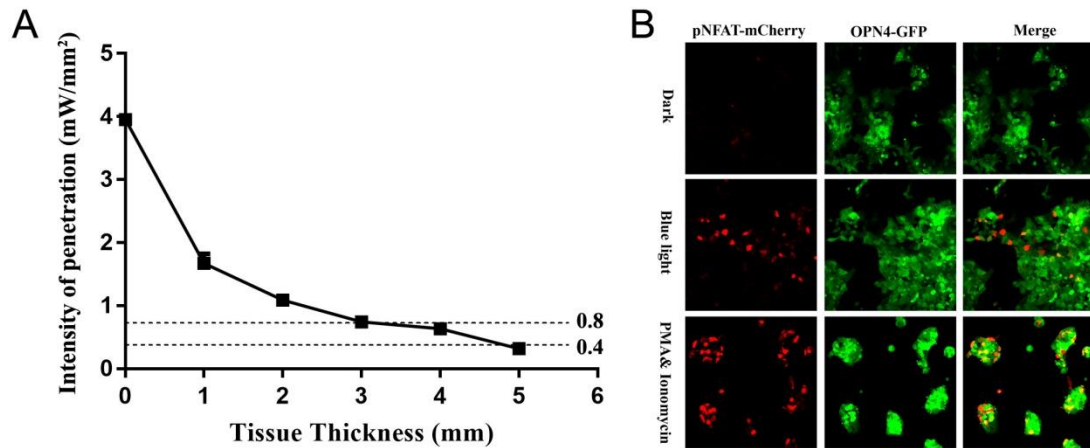 A
Intensity of penetration (mW/mm²)
5
4
3
2
1
0
0.8
0.4
0 1 2 3 4 5 6
Tissue Thickness (mm)
B
pNFAT-mCherry OPN4-GFP Merge
Dark
Blue light
PMA& Ionomycin